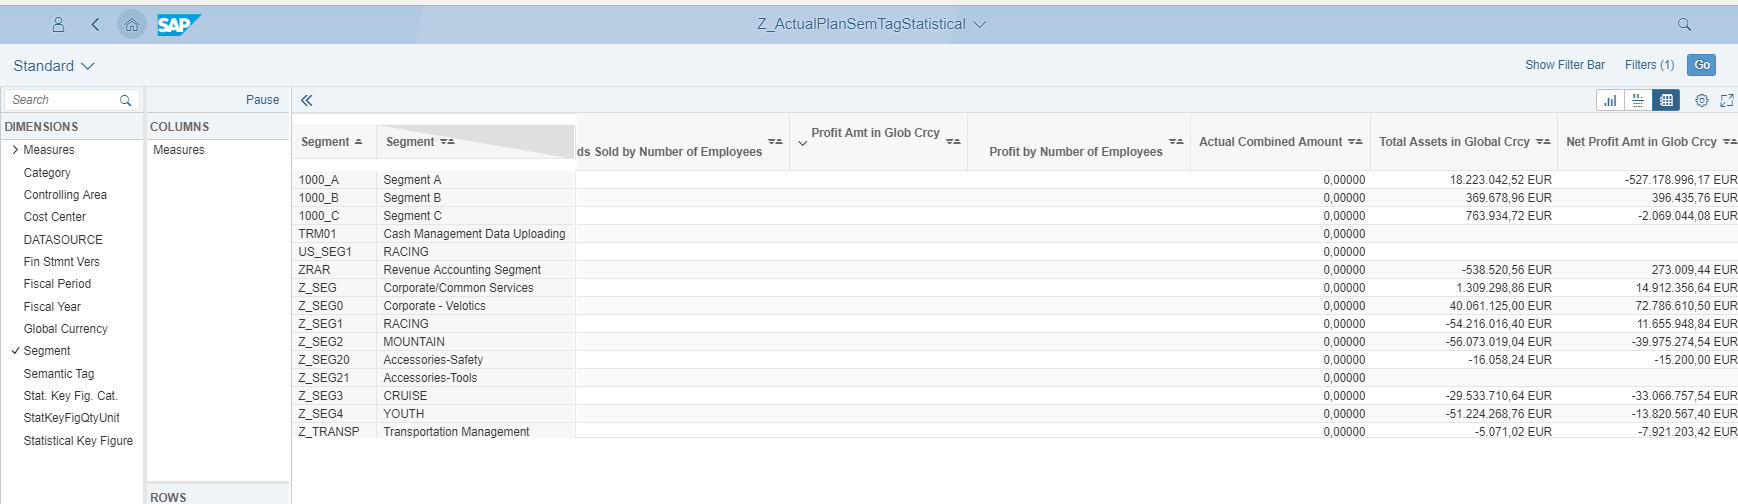 SAP
Z_ActualPlanSemTagStatistical
Standard
Show Filter Bar Filters (1) Go
Search
Pause
DIMENSIONS
Measures
Category
Controlling Area
Cost Center
DATASOURCE
Fin Stmnt Vers
Fiscal Period
Fiscal Year
Global Currency
Segment
Semantic Tag
Stat. Key Fig. Cat.
StatKeyFigQtyUnit
Statistical Key Figure
COLUMNS
Measures
ROWS
Segment Segment ds Sold by Number of Employees Profit Amt in Glob Crcy Profit by Number of Employees Actual Combined Amount Total Assets in Global Crcy Net Profit Amt in Glob Crcy
1000_A Segment A 0,00000 18.223.042,52 EUR -527.178.996,17 EUR
1000_B Segment B 0,00000 369.678,96 EUR 396.435,76 EUR
1000_C Segment C 0,00000 763.934,72 EUR -2.069.044,08 EUR
TRM01 Cash Management Data Uploading 0,00000
US_SEG1 RACING 0,00000
ZRAR Revenue Accounting Segment 0,00000 -538.520,56 EUR 273.009,44 EUR
Z_SEG Corporate/Common Services 0,00000 1.309.298,86 EUR 14.912.356,64 EUR
Z_SEG0 Corporate - Velotics 0,00000 40.061.125,00 EUR 72.786.610,50 EUR
Z_SEG1 RACING 0,00000 -54.216.016,40 EUR 11.655.948,84 EUR
Z_SEG2 MOUNTAIN 0,00000 -56.073.019,04 EUR -39.975.274,54 EUR
Z_SEG20 Accessories-Safety 0,00000 -16.058,24 EUR -15.200,00 EUR
Z_SEG21 Accessories-Tools 0,00000
Z_SEG3 CRUISE 0,00000 -29.533.710,64 EUR -33.066.757,54 EUR
Z_SEG4 YOUTH 0,00000 -51.224.268,76 EUR -13.820.567,40 EUR
Z_TRANSP Transportation Management 0,00000 -5.071,02 EUR -7.921.203,42 EUR